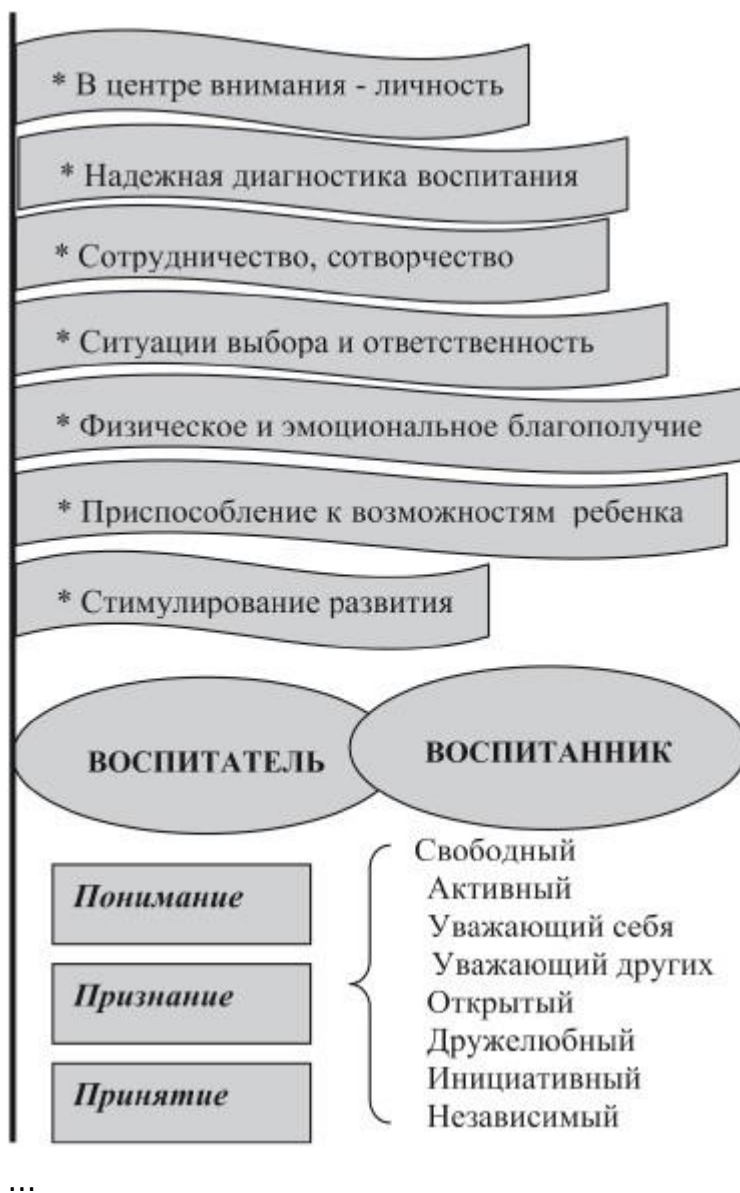 * В центре внимания - личность
* Надежная диагностика воспитания
* Сотрудничество, сотворчество
* Ситуации выбора и ответственность
* Физическое и эмоциональное благополучие
* Приспособление к возможностям ребенка
* Стимулирование развития
ВОСПИТАТЕЛЬ
ВОСПИТАННИК
Понимание
Признание
Принятие
Свободный
Активный
Уважающий себя
Уважающий других
Открытый
Дружелюбный
Инициативный
Независимый
...